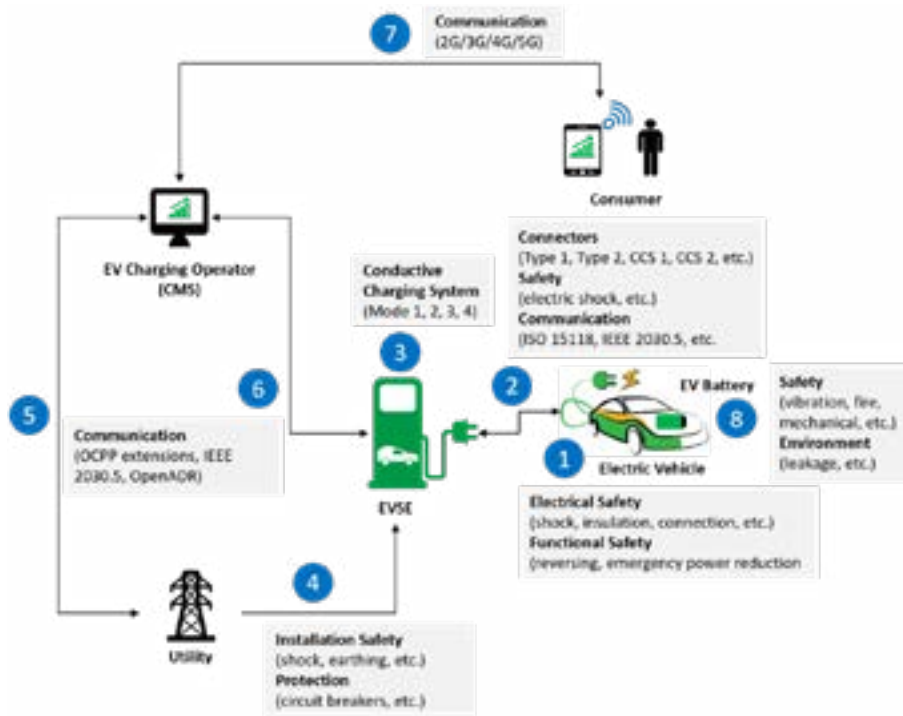 7
Communication
(2G/3G/4G/5G)
Consumer
EV Charging Operator
(CMS)
Connectors
(Type 1, Type 2, CCS 1, CCS 2, etc.)
Safety
(electric shock, etc.)
Communication
(ISO 15118, IEEE 2030.5, etc.
Conductive
Charging System
(Mode 1, 2, 3, 4)
3
2
EV Battery
8
Safety
(vibration, fire,
mechanical, etc.)
Environment
(leakage, etc.)
5
6
Communication
(OCPP extensions, IEEE
2030.5, OpenADR)
1
Electric Vehicle
EVSE
Electrical Safety
(shock, insulation, connection, etc.)
Functional Safety
(reversing, emergency power reduction
4
Utility
Installation Safety
(shock, earthing, etc.)
Protection
(circuit breakers, etc.)